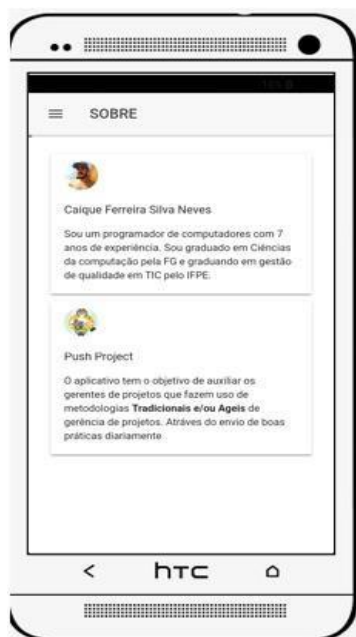 SOBRE
Caique Ferreira Silva Neves
Sou um programador de computadores com 7
anos de experiência. Sou graduado em Ciências
da computação pela FG e graduando em gestão
de qualidade em TIC pelo IFPE.
Push Project
O aplicativo tem o objetivo de auxiliar os
gerentes de projetos que fazem uso de
metodologias Tradicionais e/ou Ageis de
gerência de projetos. Atráves do envio de boas
práticas diariamente
htc